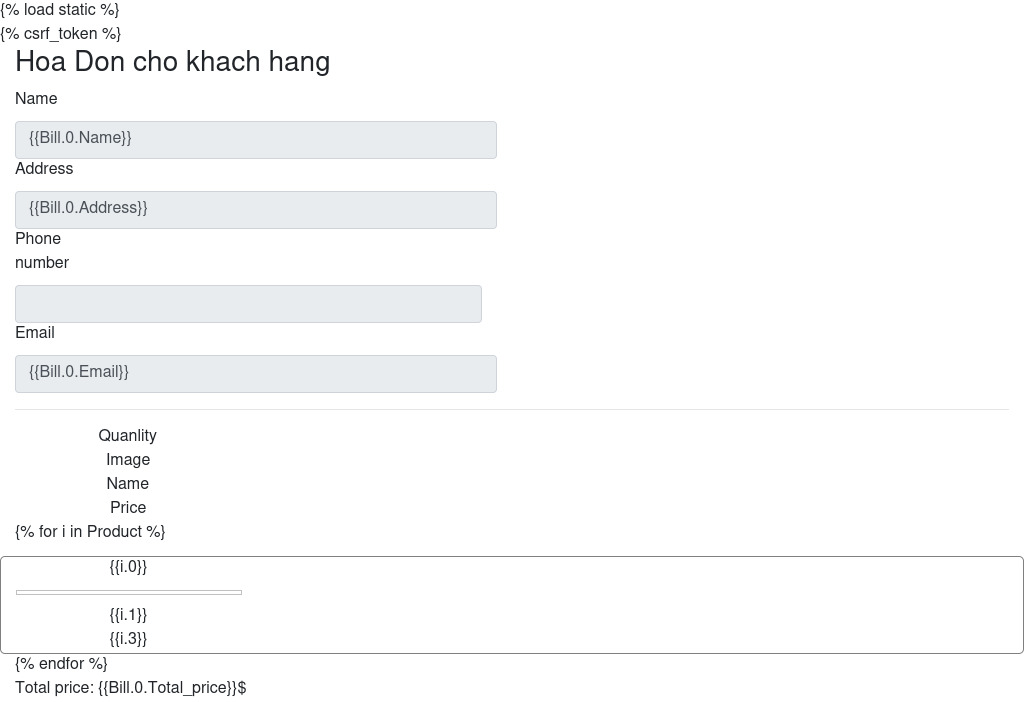 {% load static %}
{% csrf_token %}
Hoa Don cho khach hang
Name
{{Bill.0.Name}}
Address
{{Bill.0.Address}}
Phone
number
Email
{{Bill.0.Email}}
Quanlity
Image
Name
Price
{% for i in Product %}
{{i.0}}
{{i.1}}
{{i.3}}
{% endfor %}
Total price: {{Bill.0.Total_price}}$